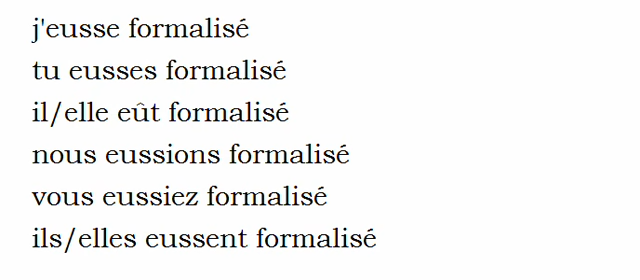 j'eusse formalisé
tu eusses formalisé
il/elle eût formalisé
nous eussions formalisé
vous eussiez formalisé
ils/elles eussent formalisé